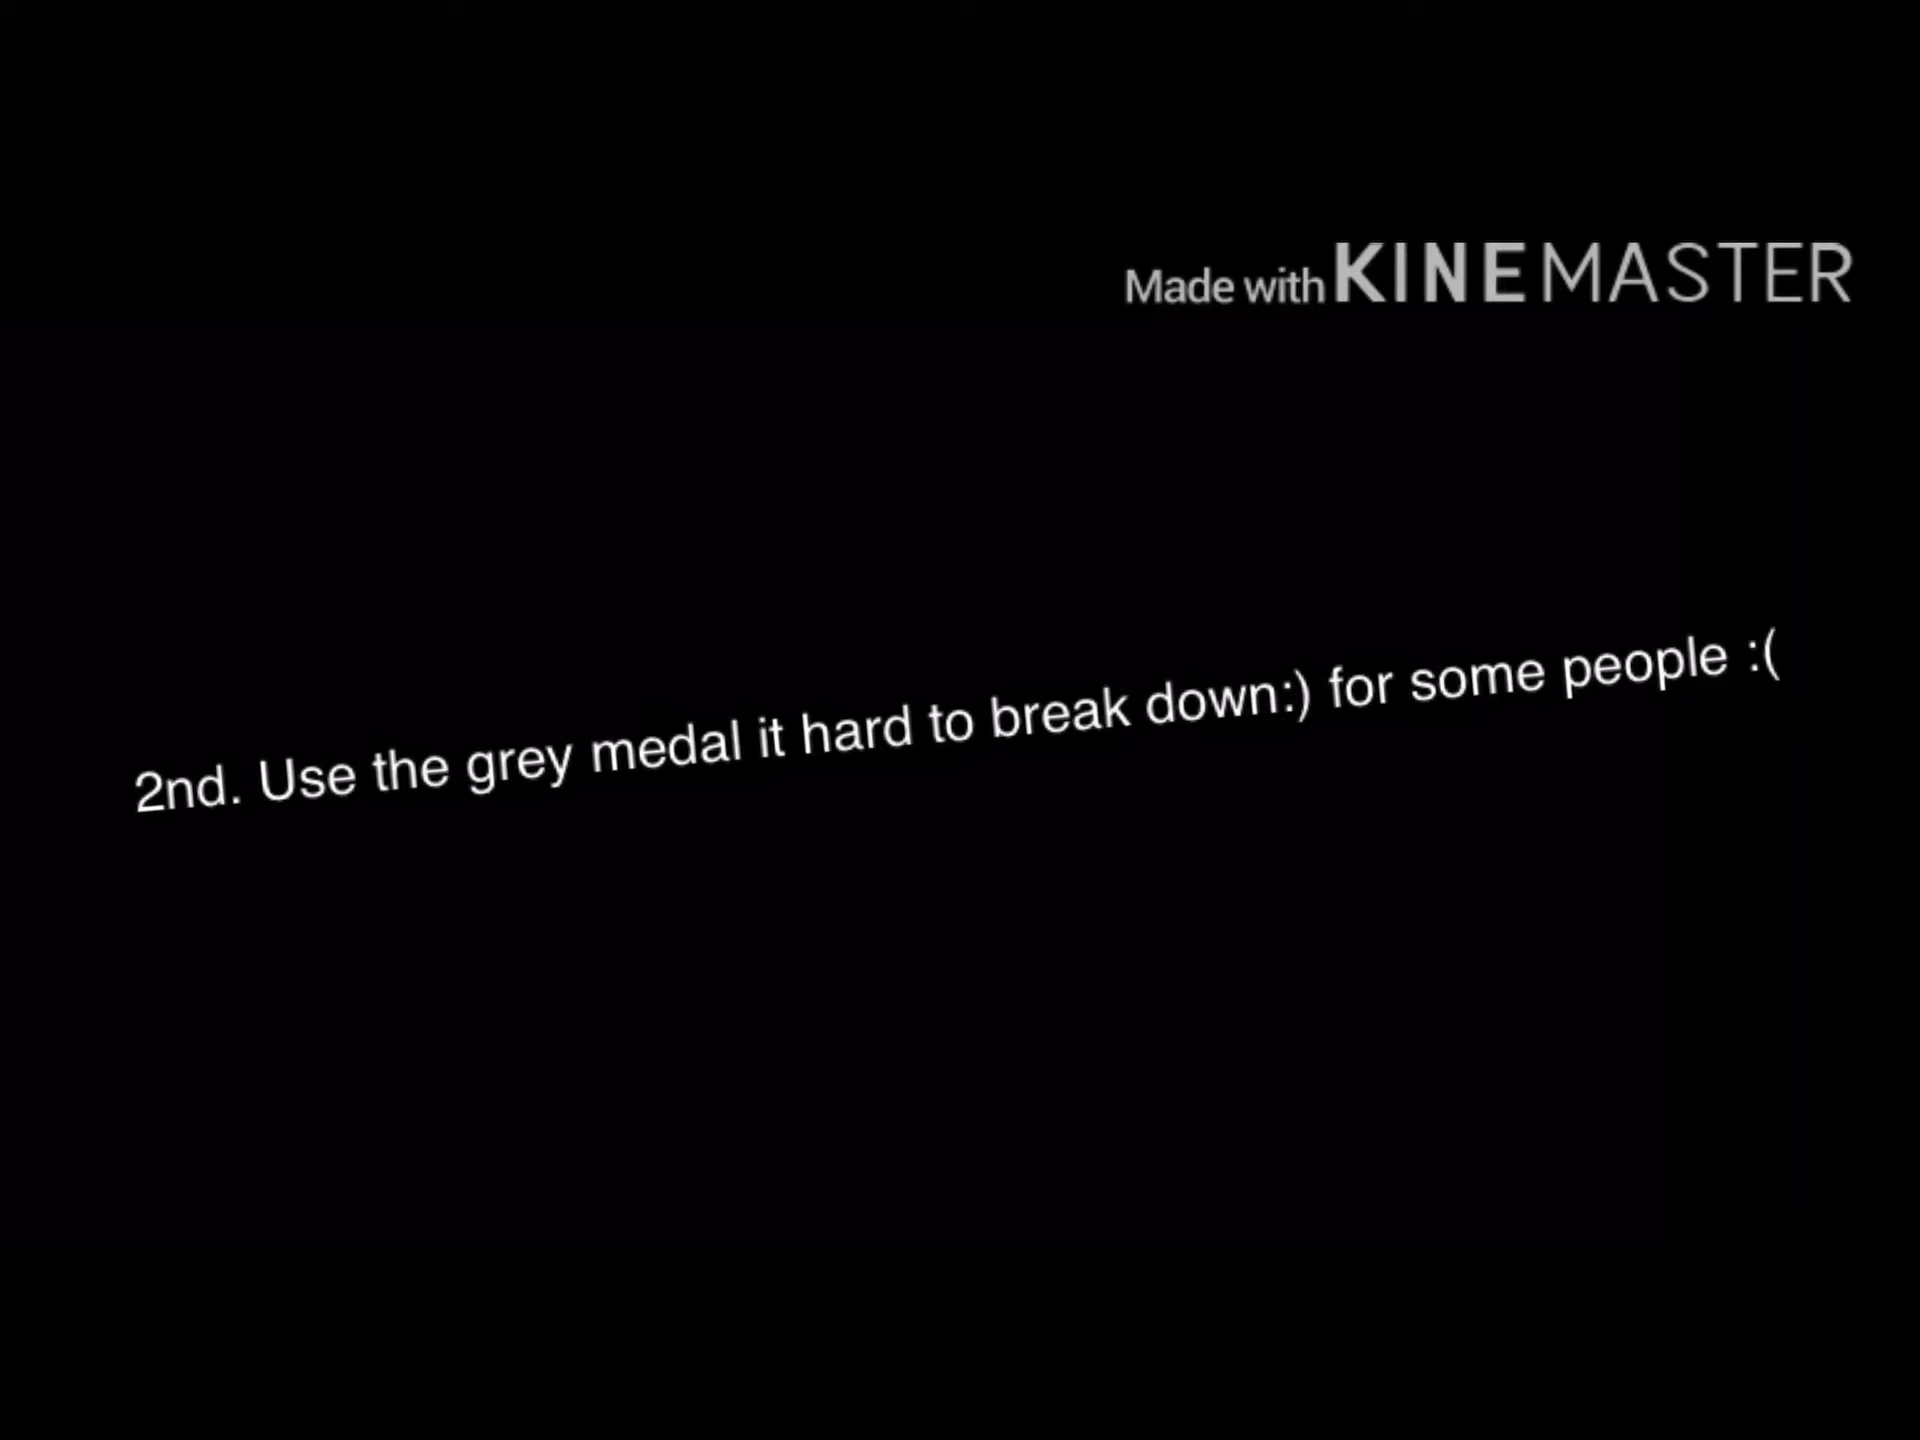 Made with KINEMASTER
2nd. Use the grey medal it hard to break down:) for some people :(